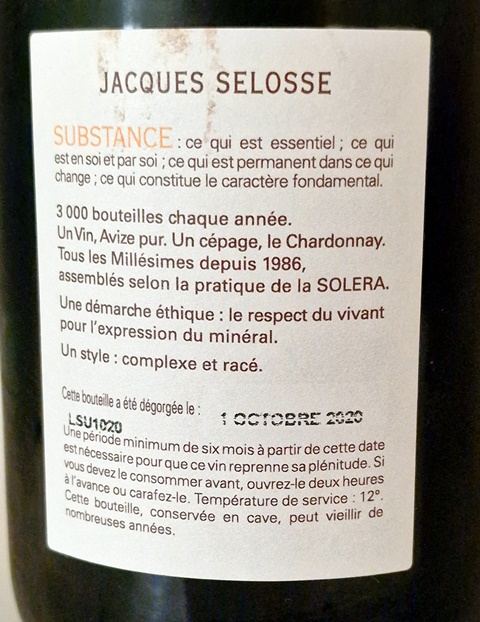 JACQUES SELOSSE
SUBSTANCE : ce qui est essentiel ; ce qui
est en soi et par soi ; ce qui est permanent dans ce qui
change ; ce qui constitue le caractère fondamental.
3 000 bouteilles chaque année.
Un Vin, Avize pur. Un cépage, le Chardonnay.
Tous les Millésimes depuis 1986,
assemblés selon la pratique de la SOLERA.
Une démarche éthique : le respect du vivant
pour l'expression du minéral.
Un style : complexe et racé.
Cette bouteille a été dégorgée le : 1 OCTOBRE 2020
LSU1020
Une période minimum de six mois à partir de cette date
est nécessaire pour que ce vin reprenne sa plénitude. Si
vous devez le consommer avant, ouvrez-le deux heures
à l'avance ou carafez-le. Température de service : 12°.
Cette bouteille, conservée en cave, peut vieillir de
nombreuses années.